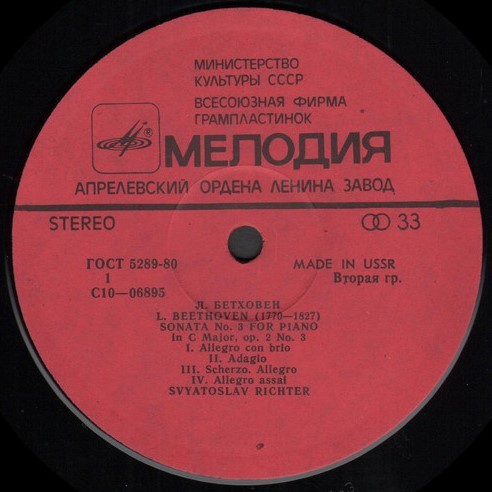 МИНИСТЕРСТВО
КУЛЬТУРЫ СССР
ВСЕСОЮЗНАЯ ФИРМА
ГРАМПЛАСТИНОК
®
МЕЛОДИЯ
АПРЕЛЕВСКИЙ ОРДЕНА ЛЕНИНА ЗАВОД
STEREO 33
ГОСТ 5289-80 MADE IN USSR
1 Вторая гр.
С10—06895
Л. БЕТХОВЕН
L. BEETHOVEN (1770—1827)
SONATA No. 3 FOR PIANO
in C Major, op. 2 No. 3
I. Allegro con brio
II. Adagio
III. Scherzo. Allegro
IV. Allegro assai
SVYATOSLAV RICHTER